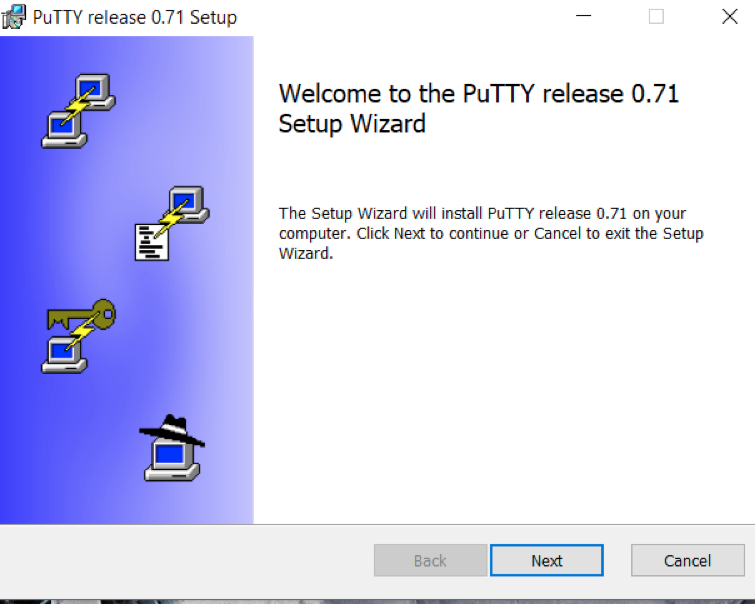 PuTTY release 0.71 Setup
Welcome to the PuTTY release 0.71
Setup Wizard
The Setup Wizard will install PuTTY release 0.71 on your
computer. Click Next to continue or Cancel to exit the Setup
Wizard.
Back
Next
Cancel